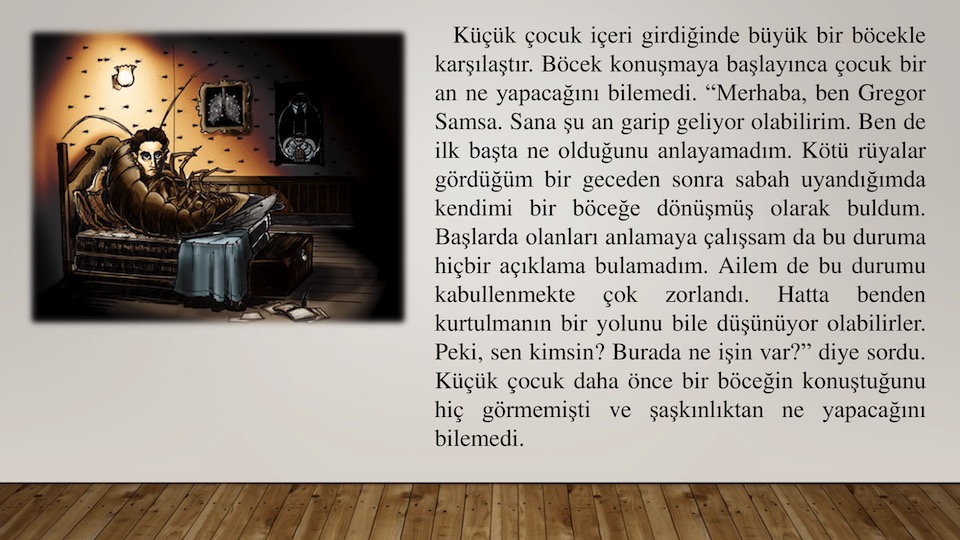 Küçük çocuk içeri girdiğinde büyük bir böcekle
karşılaştır. Böcek konuşmaya başlayınca çocuk bir
an ne yapacağını bilemedi. “Merhaba, ben Gregor
Samsa. Sana şu an garip geliyor olabilirim. Ben de
ilk başta ne olduğunu anlayamadım. Kötü rüyalar
gördüğüm bir geceden sonra sabah uyandığımda
kendimi bir böceğe dönüşmüş olarak buldum.
Başlarda olanları anlamaya çalışsam da bu duruma
hiçbir açıklama bulamadım. Ailem de bu durumu
kabullenmekte çok zorlandı. Hatta benden
kurtulmanın bir yolunu bile düşünüyor olabilirler.
Peki, sen kimsin? Burada ne işin var?” diye sordu.
Küçük çocuk daha önce bir böceğin konuştuğunu
hiç görmemişti ve şaşkınlıktan ne yapacağını
bilemedi.